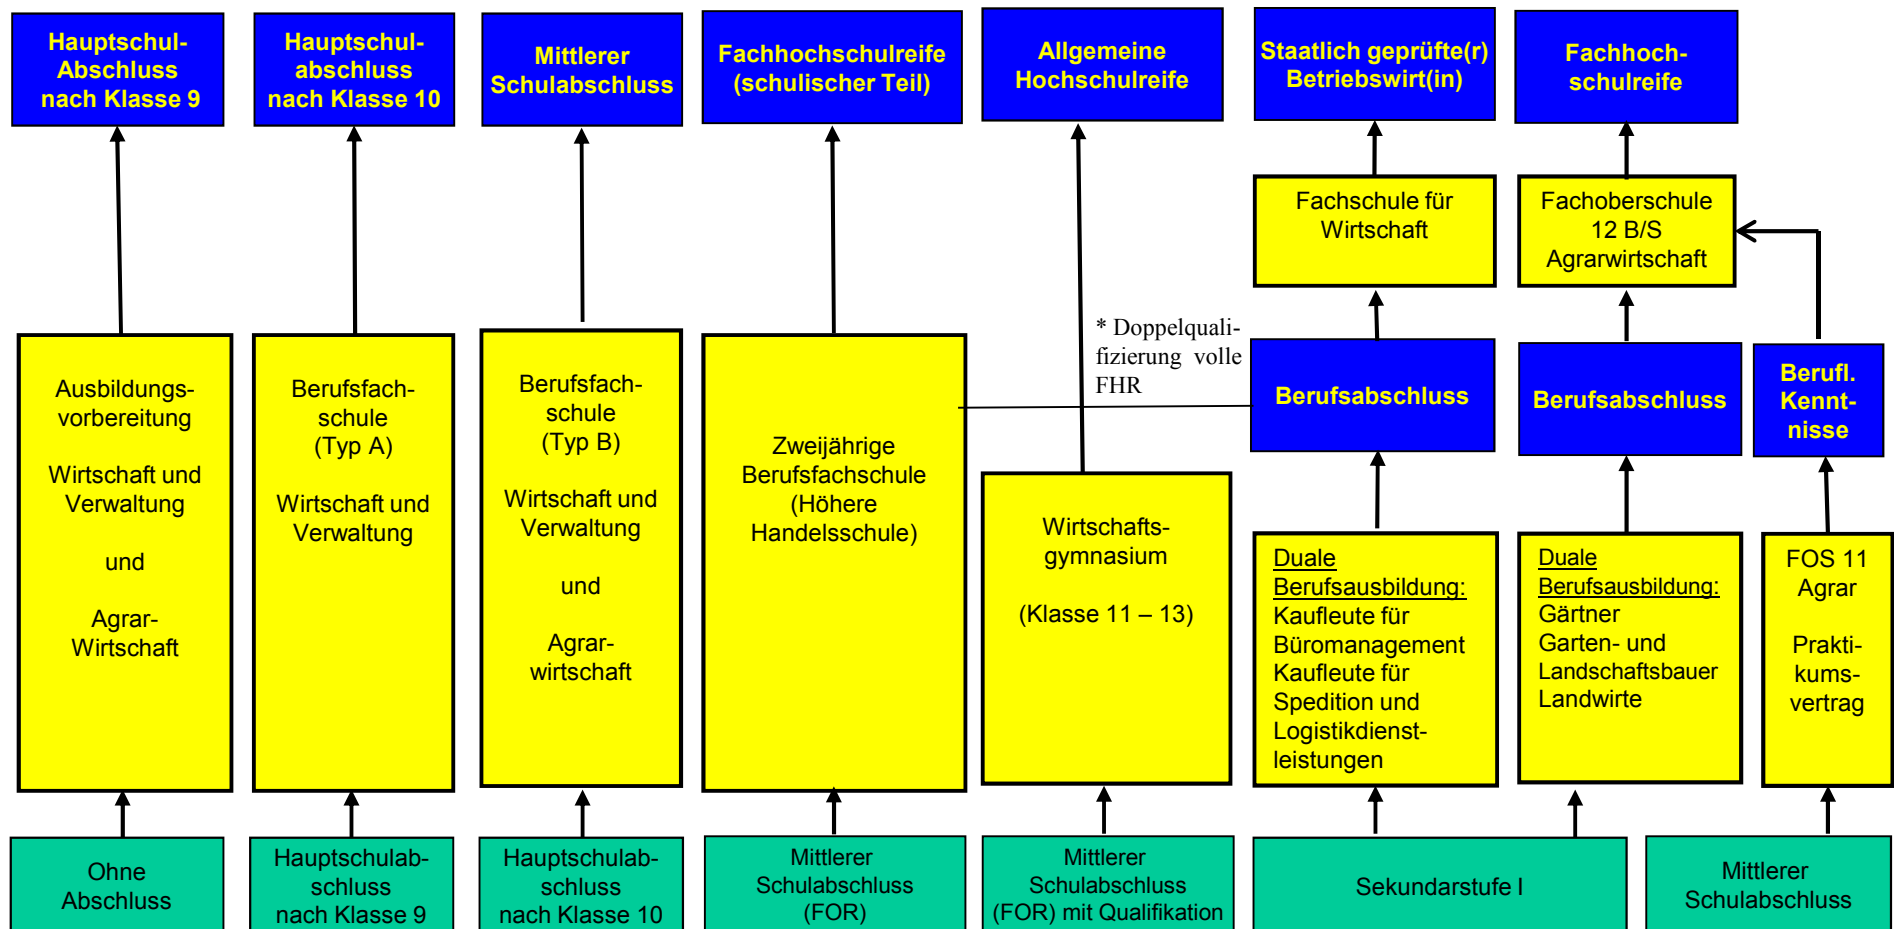 Hauptschul-
Abschluss
nach Klasse 9
Hauptschul-
abschluss
nach Klasse 10
Mittlerer
Schulabschluss
Fachhochschulreife
(schulischer Teil)
Allgemeine
Hochschulreife
Staatlich geprüfte(r)
Betriebswirt(in)
Fachhoch-
schulreife
Fachschule für
Wirtschaft
Fachoberschule
12 B/S
Agrarwirtschaft
* Doppelquali-
fizierung volle
FHR
Berufsabschluss
Berufsabschluss
Berufl.
Kennt-
nisse
Ausbildungs-
vorbereitung
Wirtschaft und
Verwaltung
und
Agrar-
Wirtschaft
Berufsfach-
schule
(Typ A)
Wirtschaft und
Verwaltung
Berufsfach-
schule
(Typ B)
Wirtschaft und
Verwaltung
und
Agrar-
wirtschaft
Zweijährige
Berufsfachschule
(Höhere
Handelsschule)
Wirtschafts-
gymnasium
(Klasse 11 – 13)
Duale
Berufsausbildung:
Kaufleute für
Büromanagement
Kaufleute für
Spedition und
Logistikdienst-
leistungen
Duale
Berufsausbildung:
Gärtner
Garten- und
Landschaftsbauer
Landwirte
FOS 11
Agrar
Prakti-
kums-
vertrag
Ohne
Abschluss
Hauptschulab-
schluss
nach Klasse 9
Hauptschulab-
schluss
nach Klasse 10
Mittlerer
Schulabschluss
(FOR)
Mittlerer
Schulabschluss
(FOR) mit Qualifikation
Sekundarstufe I
Mittlerer
Schulabschluss